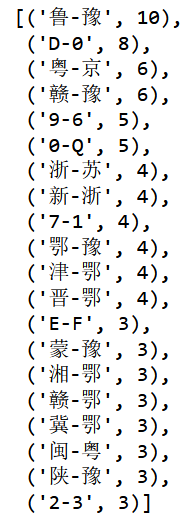 [('鲁-豫', 10),
('D-0', 8),
('粤-京', 6),
('赣-豫', 6),
('9-6', 5),
('0-Q', 5),
('浙-苏', 4),
('新-浙', 4),
('7-1', 4),
('鄂-豫', 4),
('津-鄂', 4),
('晋-鄂', 4),
('E-F', 3),
('蒙-豫', 3),
('湘-鄂', 3),
('赣-鄂', 3),
('冀-鄂', 3),
('闽-粤', 3),
('陕-豫', 3),
('2-3', 3)]